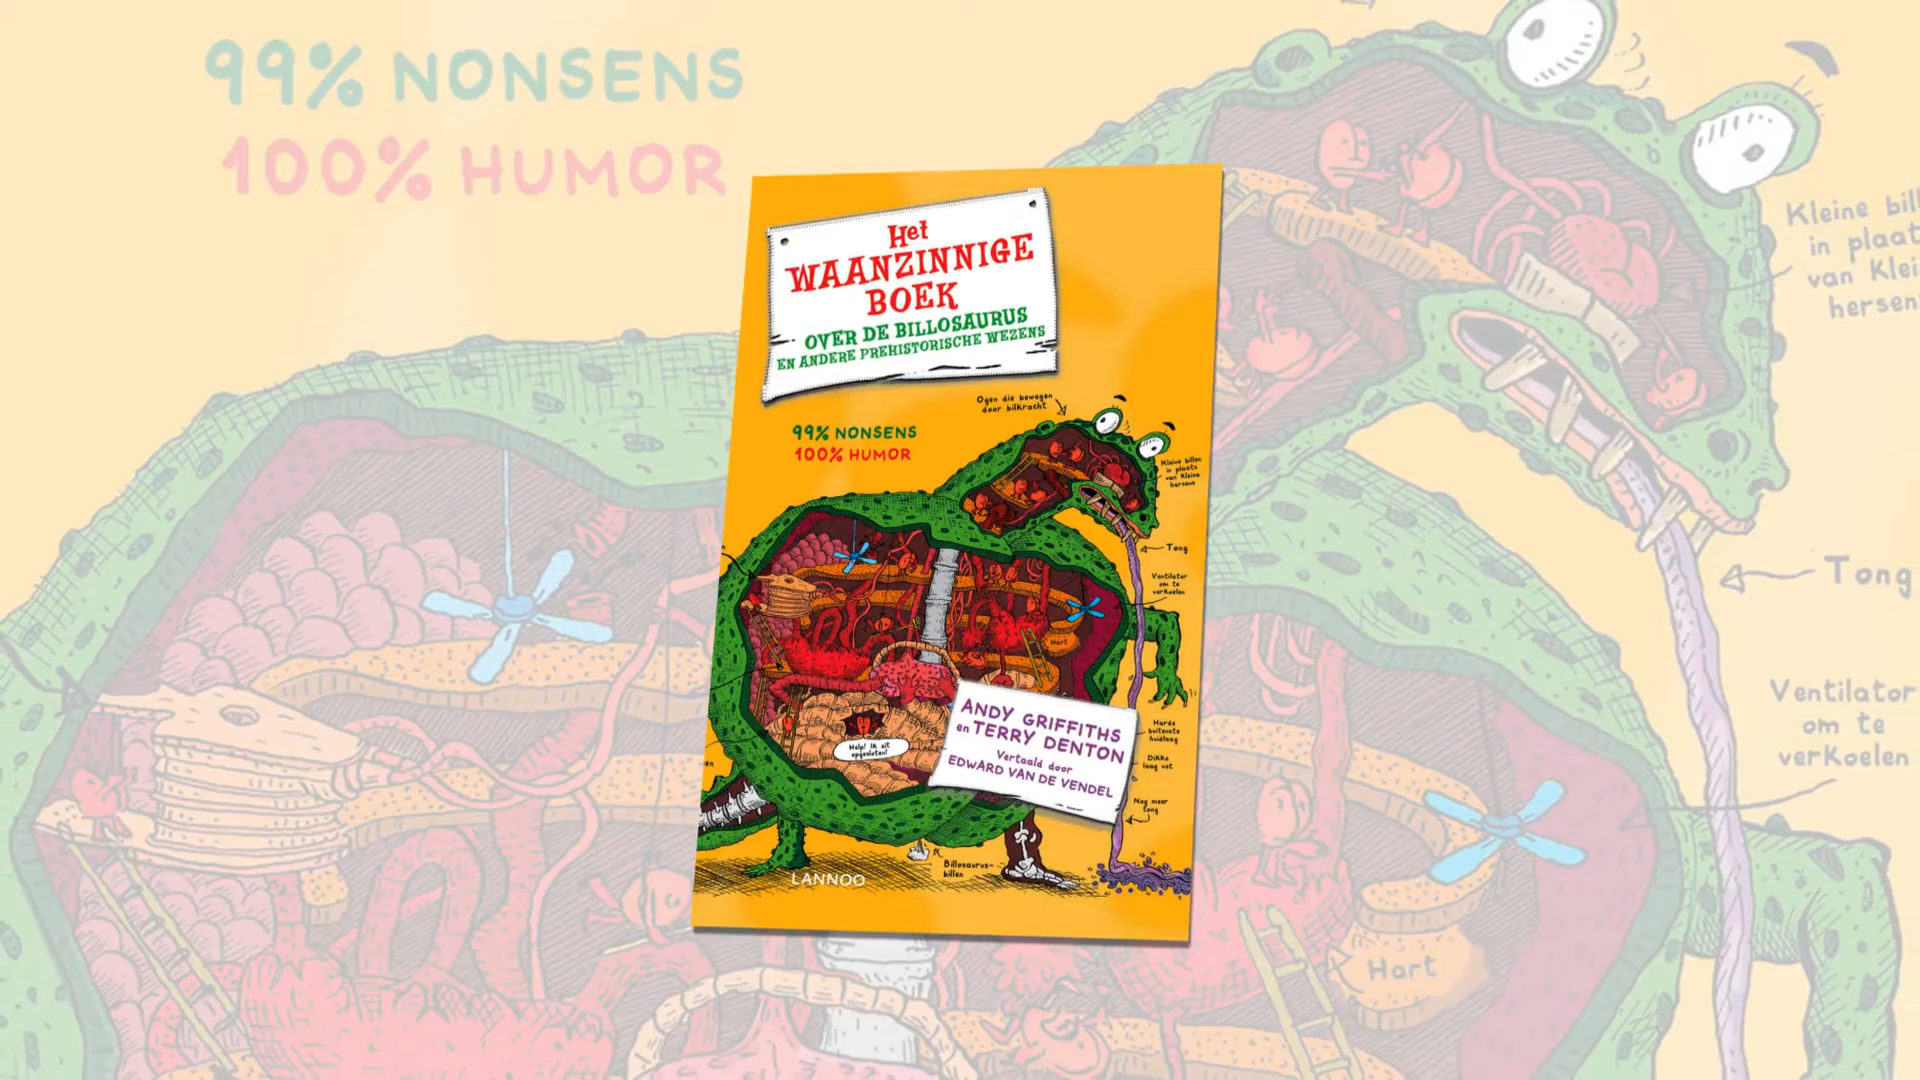 99% NONSENS
100% HUMOR
Kleine bill
in plaat
van Klei
hersen
Tong
Ventilator
om te
verkoelen
Hart
Het
WAANZINNIGE
BOEK
OVER DE BILLOSAURUS
EN ANDERE PREHISTORISCHE WEZENS
99% NONSENS
100% HUMOR
Ogen die bewegen
door bilkracht
Kleine billen
in plaats
van Kleine
hersens
Tong
Ventilator
om te
verkoelen
Hart
Help! Ik zit
opgesloten!
ANDY GRIFFITHS
en TERRY DENTON
Vertaald door
EDWARD VAN DE VENDEL
Harde
buitenste
huidlaag
Dikke
laag vet
Nog meer
tong
Billosaurus-
billen
LANNOO